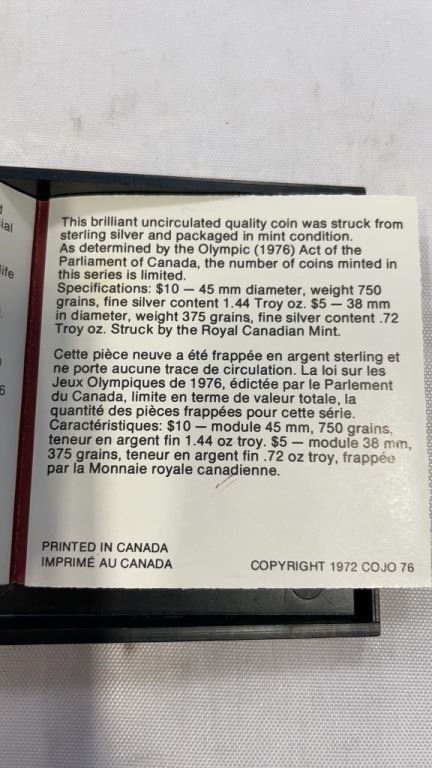 This brilliant uncirculated quality coin was struck from
sterling silver and packaged in mint condition.
As determined by the Olympic (1976) Act of the
Parliament of Canada, the number of coins minted in
this series is limited.
Specifications: $10 — 45 mm diameter, weight 750
grains, fine silver content 1.44 Troy oz. $5 — 38 mm
in diameter, weight 375 grains, fine silver content .72
Troy oz. Struck by the Royal Canadian Mint.
Cette pièce neuve a été frappée en argent sterling et
ne porte aucune trace de circulation. La loi sur les
Jeux Olympiques de 1976, édictée par le Parlement
du Canada, limite en terme de valeur totale, la
quantité des pièces frappées pour cette série.
Caractéristiques: $10 — module 45 mm, 750 grains,
teneur en argent fin 1.44 oz troy. $5 — module 38 mm,
375 grains, teneur en argent fin .72 oz troy, frappée
par la Monnaie royale canadienne.
PRINTED IN CANADA
IMPRIMÉ AU CANADA
COPYRIGHT 1972 COJO 76